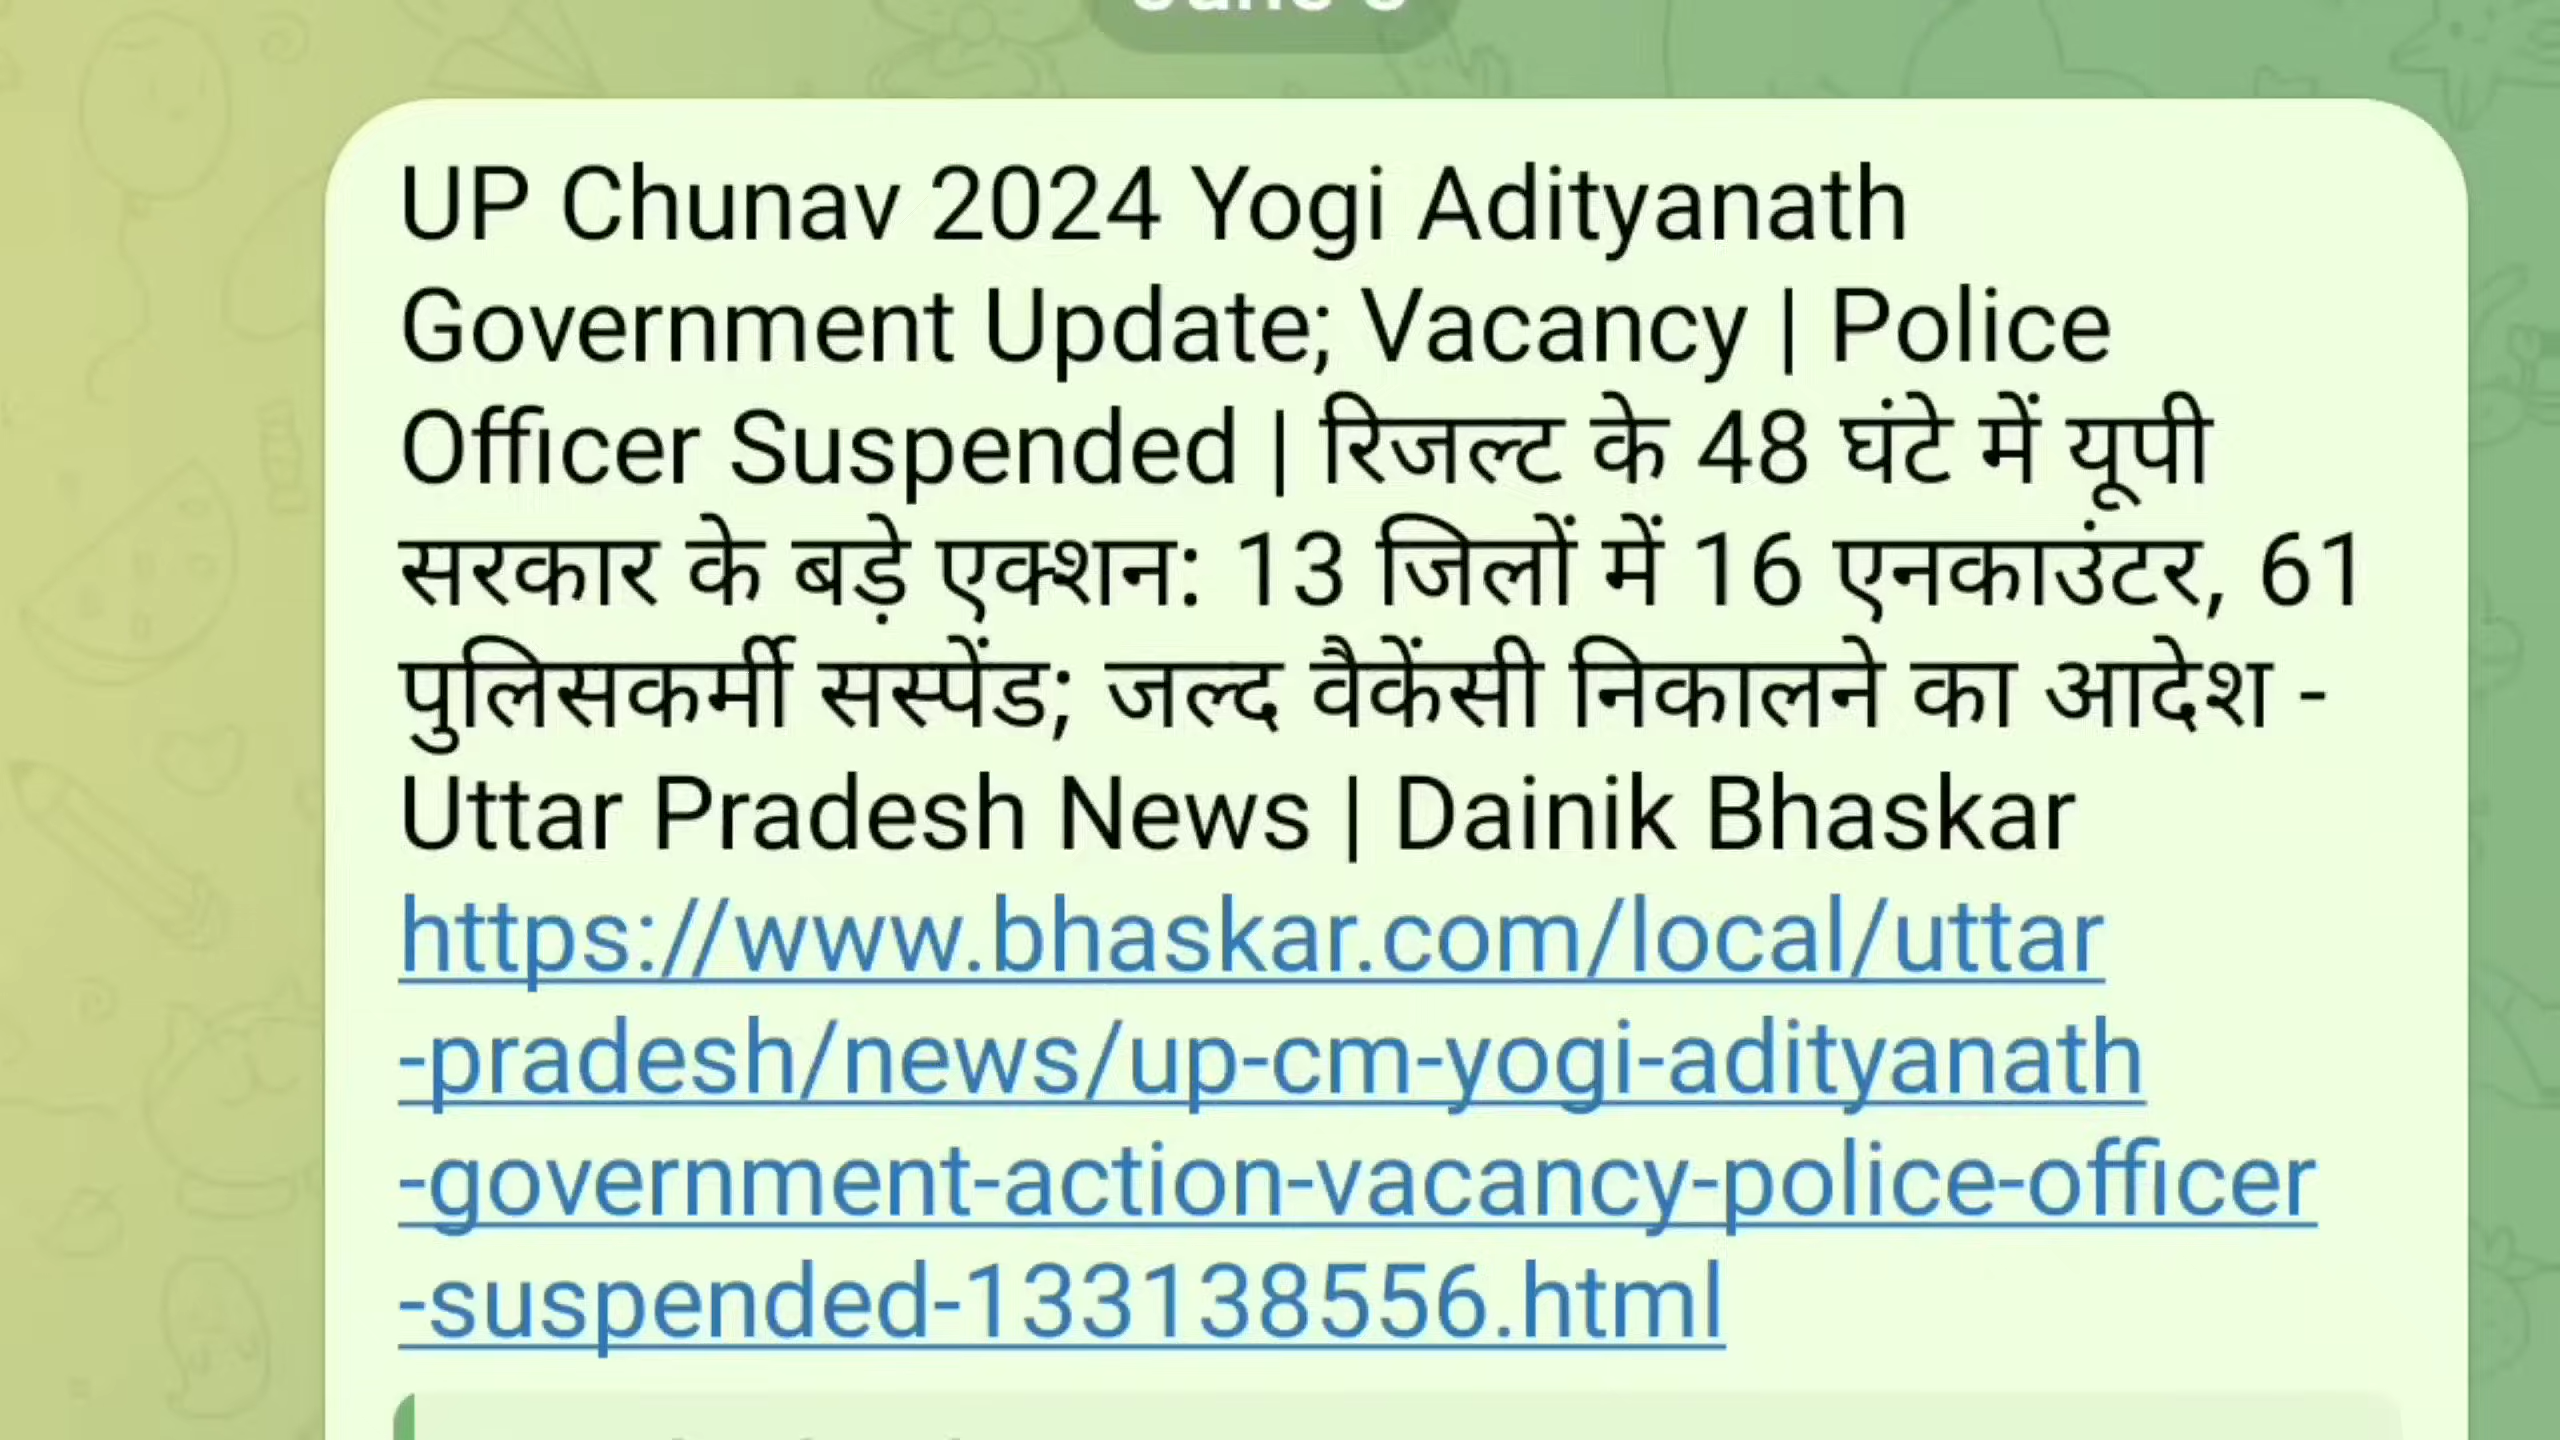 UP Chunav 2024 Yogi Adityanath
Government Update; Vacancy | Police
Officer Suspended | रिजल्ट के 48 घंटे में यूपी
सरकार के बड़े एक्शन: 13 जिलों में 16 एनकाउंटर, 61
पुलिसकर्मी सस्पेंड; जल्द वैकेंसी निकालने का आदेश -
Uttar Pradesh News | Dainik Bhaskar
https://www.bhaskar.com/local/uttar
-pradesh/news/up-cm-yogi-adityanath
-government-action-vacancy-police-officer
-suspended-133138556.html